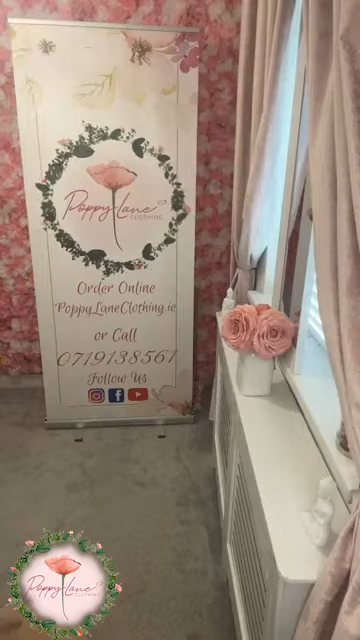 Poppy Lane
CLOTHING
Order Online
PoppyLaneClothing.ie
or Call
0719138561
Follow Us
Poppy Lane
CLOTHING